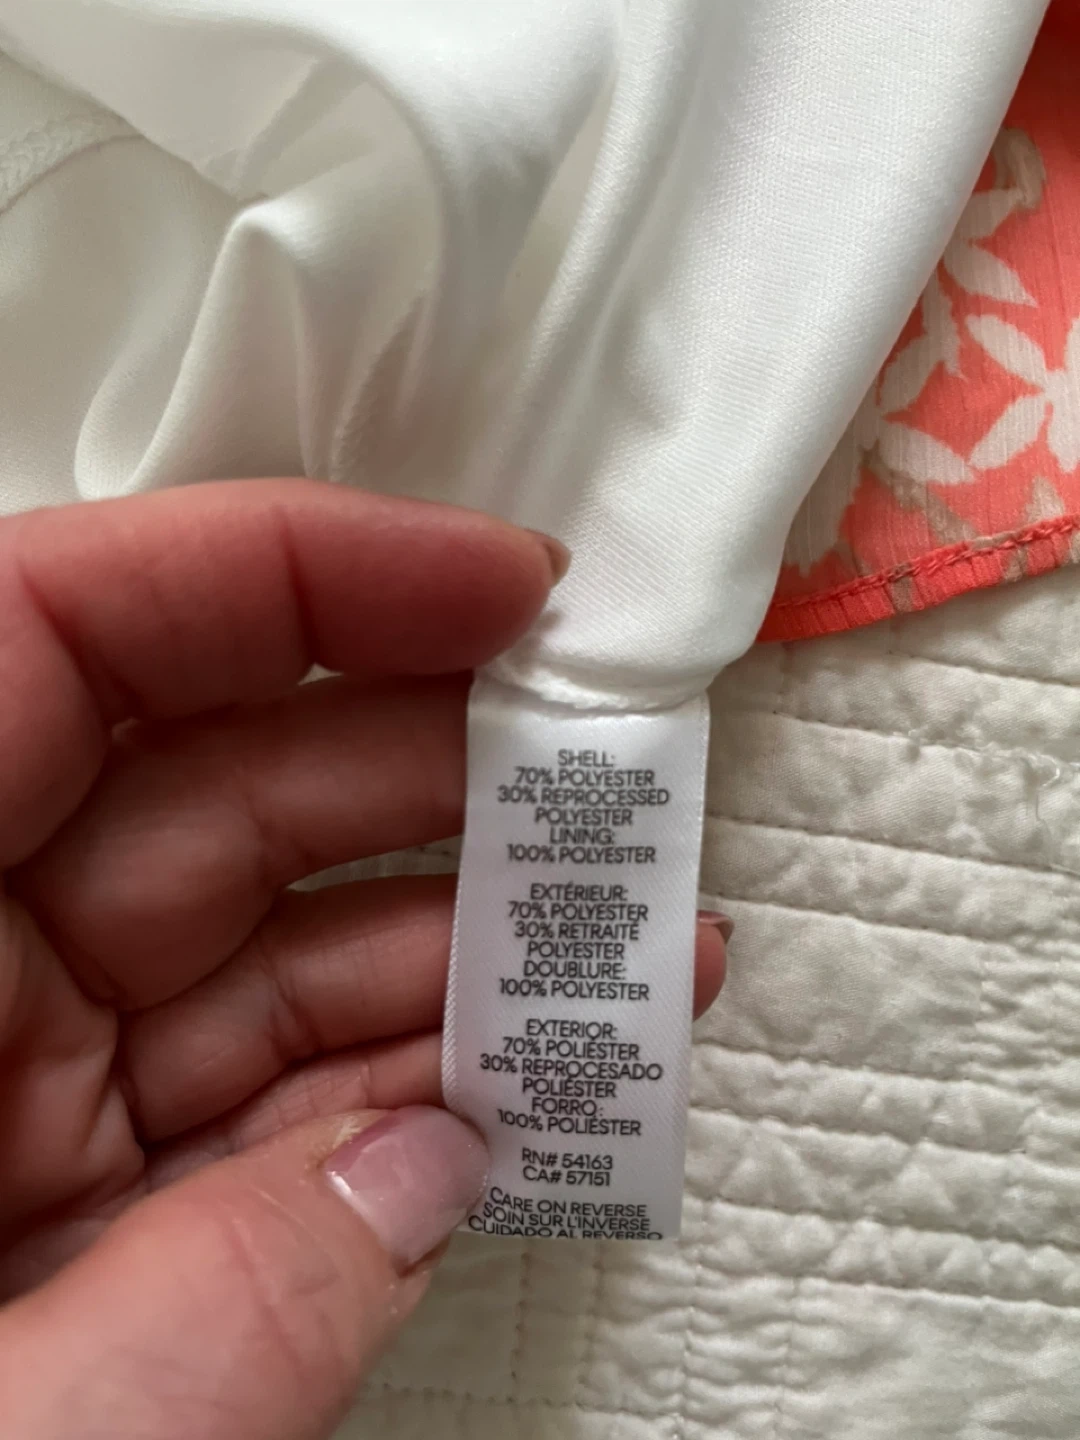 SHELL:
70% POLYESTER
30% REPROCESSED
POLYESTER
LINING:
100% POLYESTER
EXTÉRIEUR:
70% POLYESTER
30% RETRAITÉ
POLYESTER
DOUBLURE:
100% POLYESTER
EXTERIOR:
70% POLIÉSTER
30% REPROCESADO
POLIÉSTER
FORRO:
100% POLIÉSTER
RN# 54163
CA# 57151
CARE ON REVERSE
SOIN SUR L'INVERSE
CUIDADO AL REVERSO